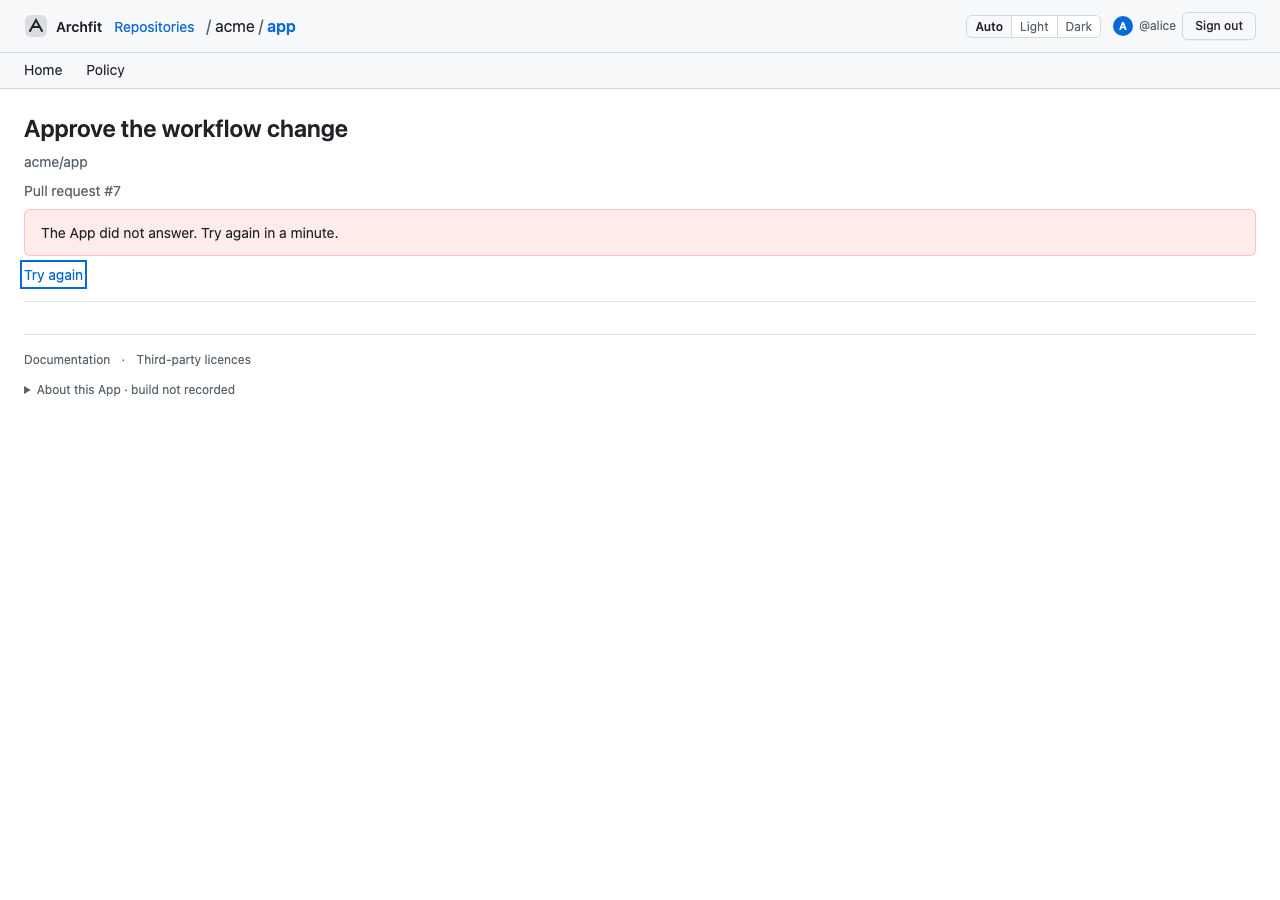 Archfit Repositories / acme / app Auto Light Dark A @alice Sign out
Home Policy
Approve the workflow change
acme/app
Pull request #7
The App did not answer. Try again in a minute.
Try again
Documentation · Third-party licences
About this App · build not recorded